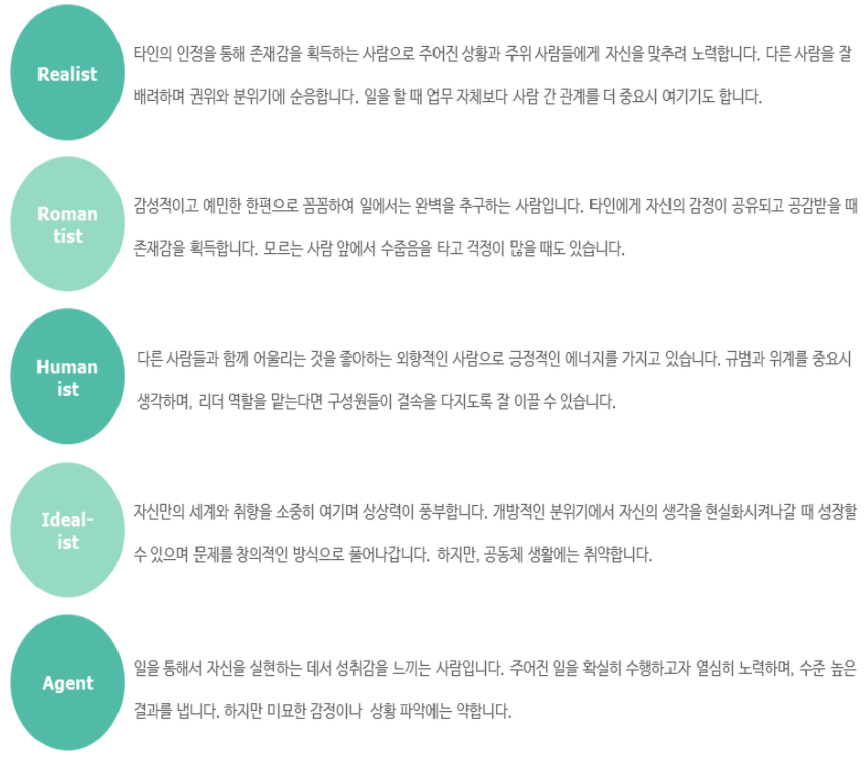 Realist
타인의 인정을 통해 존재감을 획득하는 사람으로 주어진 상황과 주위 사람들에게 자신을 맞추려 노력합니다. 다른 사람을 잘
배려하며 권위와 분위기에 순응합니다. 일을 할 때 업무 자체보다 사람 간 관계를 더 중요시 여기기도 합니다.
Roman
tist
감성적이고 예민한 한편으로 꼼꼼하여 일에서는 완벽을 추구하는 사람입니다. 타인에게 자신의 감정이 공유되고 공감받을 때
존재감을 획득합니다. 모르는 사람 앞에서 수줍음을 타고 걱정이 많을 때도 있습니다.
Human
ist
다른 사람들과 함께 어울리는 것을 좋아하는 외향적인 사람으로 긍정적인 에너지를 가지고 있습니다. 규범과 위계를 중요시
생각하며, 리더 역할을 맡는다면 구성원들이 결속을 다지도록 잘 이끌 수 있습니다.
Ideal-
ist
자신만의 세계와 취향을 소중히 여기며 상상력이 풍부합니다. 개방적인 분위기에서 자신의 생각을 현실화시켜나갈 때 성장할
수 있으며 문제를 창의적인 방식으로 풀어나갑니다. 하지만, 공동체 생활에는 취약합니다.
Agent
일을 통해서 자신을 실현하는 데서 성취감을 느끼는 사람입니다. 주어진 일을 확실히 수행하고자 열심히 노력하며, 수준 높은
결과를 냅니다. 하지만 미묘한 감정이나 상황 파악에는 약합니다.